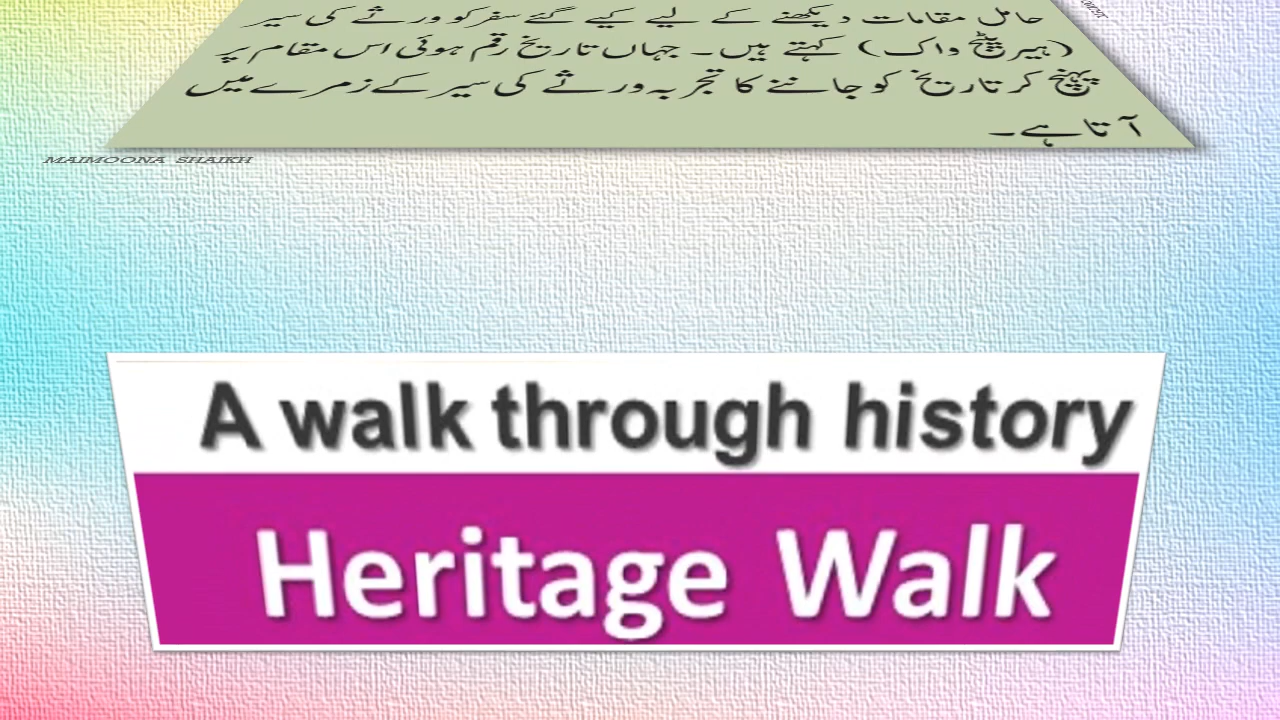 حامل مقامات دیکھنے کے لیے کیے گئے سفر کو ورثے کی سیر
(ہیریٹیج واک) کہتے ہیں۔ جہاں تاریخ رقم ہوئی اس مقام پر
پہنچ کر تاریخ کو جاننے کا تجربہ ورثے کی سیر کے زمرے میں
آتا ہے۔
MAIMOONA SHAIKH
A walk through history
Heritage Walk